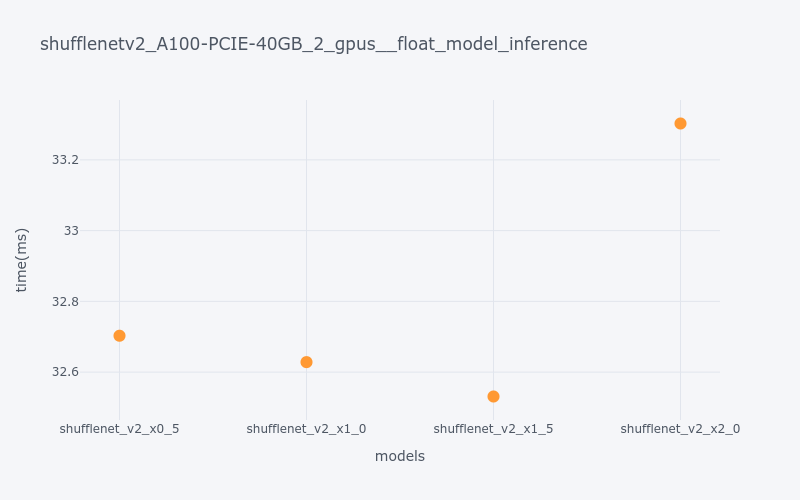 shufflenetv2_A100-PCIE-40GB_2_gpus__float_model_inference
33.2
33
32.8
32.6
time(ms)
shufflenet_v2_x0_5
shufflenet_v2_x1_0
shufflenet_v2_x1_5
shufflenet_v2_x2_0
models